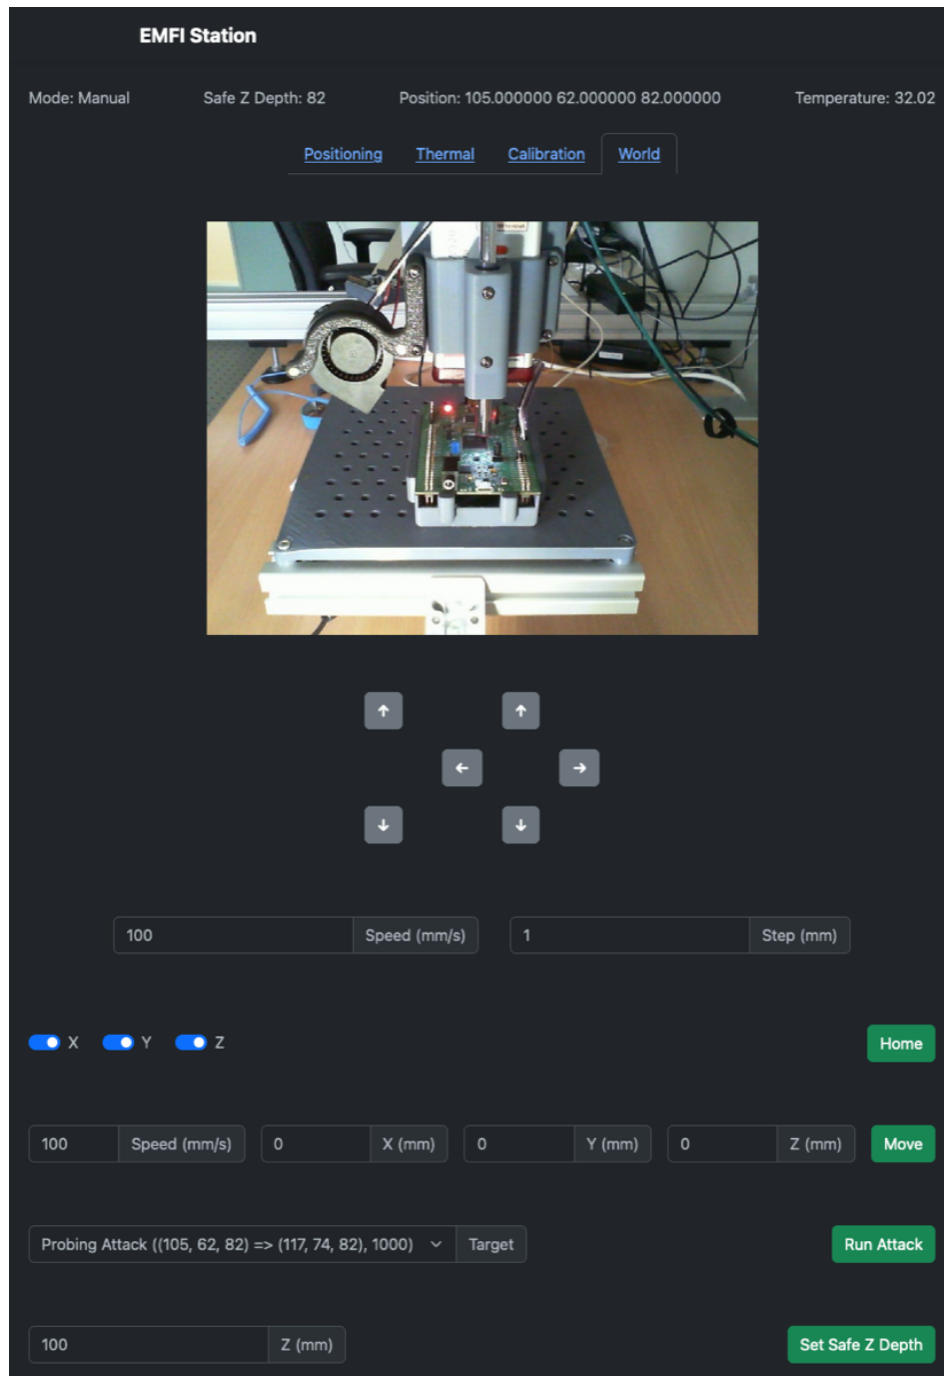 EMFI Station
Mode: Manual Safe Z Depth: 82 Position: 105.000000 62.000000 82.000000 Temperature: 32.02
Positioning Thermal Calibration World
100 Speed (mm/s) 1 Step (mm)
X Y Z Home
100 Speed (mm/s) 0 X (mm) 0 Y (mm) 0 Z (mm) Move
Probing Attack ((105, 62, 82) => (117, 74, 82), 1000) Target Run Attack
100 Z (mm) Set Safe Z Depth